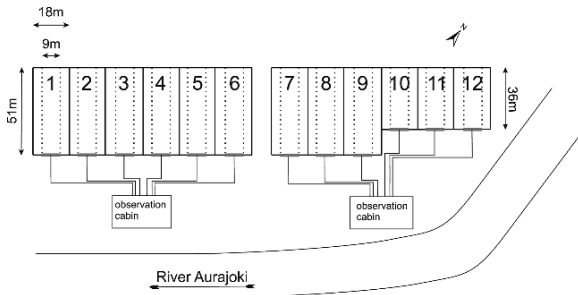 18m
N
9m
1 2 3 4 5 6 7 8 9 10 11 12
51m
36m
observation
cabin
observation
cabin
River Aurajoki